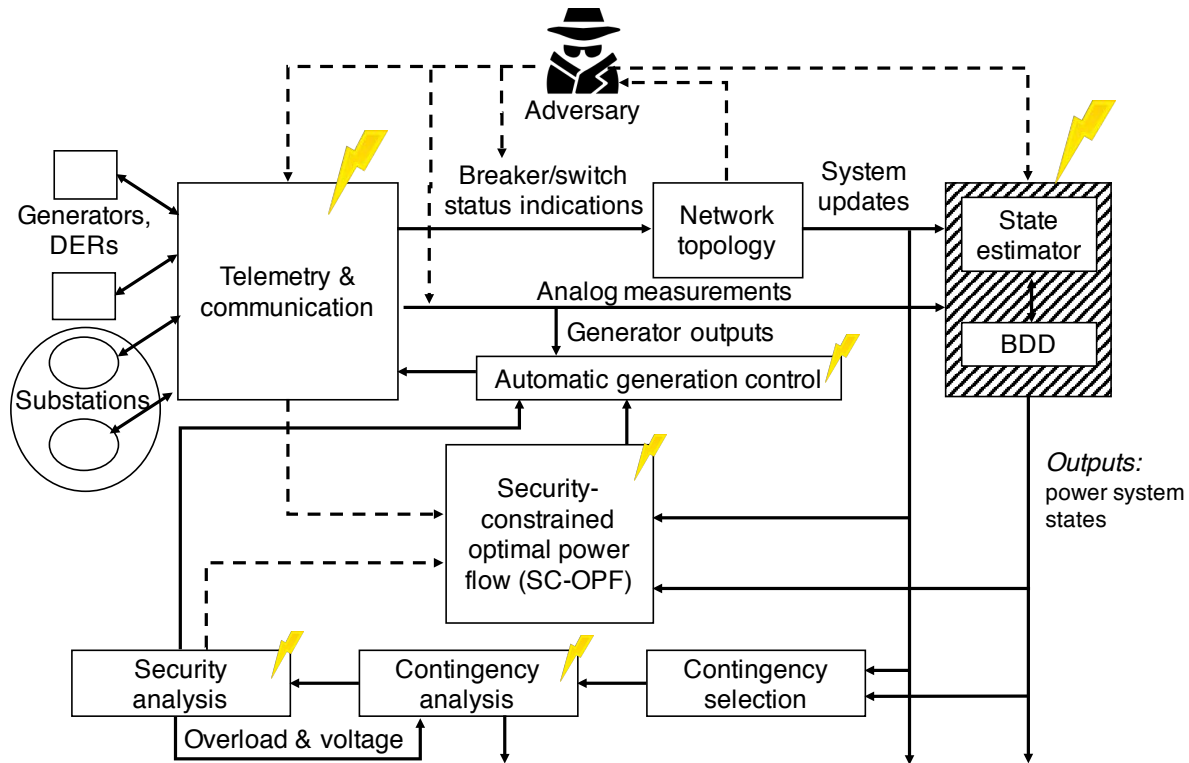 Adversary
Breaker/switch
status indications
System
updates
Generators,
DERs
Network
topology
State
estimator
Telemetry &
communication
Analog measurements
Generator outputs
BDD
Automatic generation control
Substations
Outputs:
power system
states
Security-
constrained
optimal power
flow (SC-OPF)
Security
analysis
Contingency
analysis
Contingency
selection
Overload & voltage